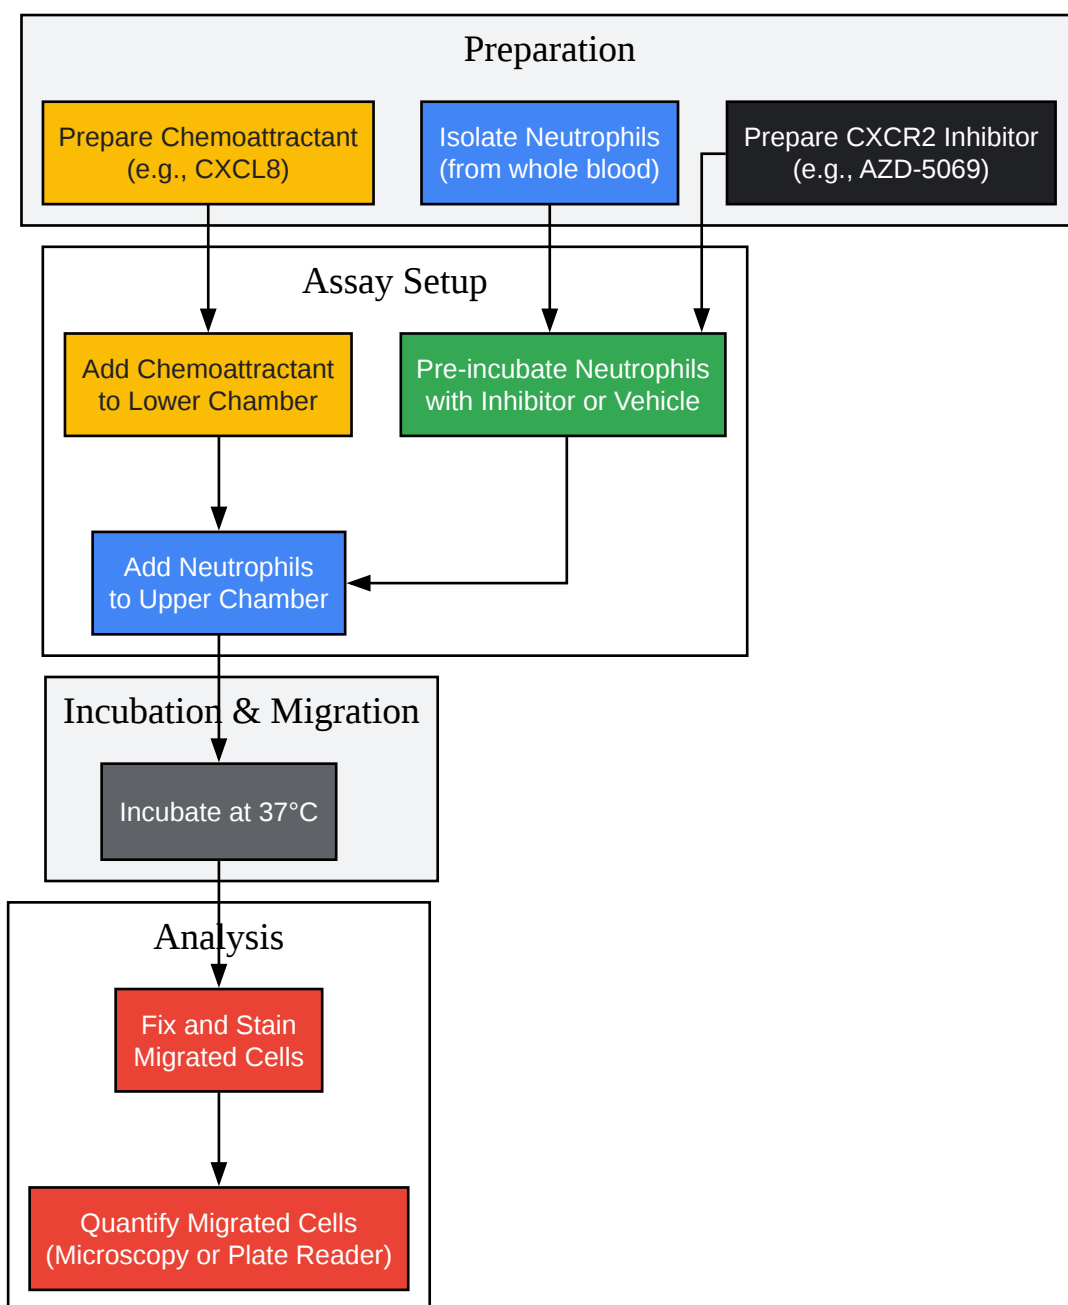 Preparation
Prepare Chemoattractant
(e.g., CXCL8)
Isolate Neutrophils
(from whole blood)
Prepare CXCR2 Inhibitor
(e.g., AZD-5069)
Assay Setup
Add Chemoattractant
to Lower Chamber
Pre-incubate Neutrophils
with Inhibitor or Vehicle
Add Neutrophils
to Upper Chamber
Incubation & Migration
Incubate at 37°C
Analysis
Fix and Stain
Migrated Cells
Quantify Migrated Cells
(Microscopy or Plate Reader)